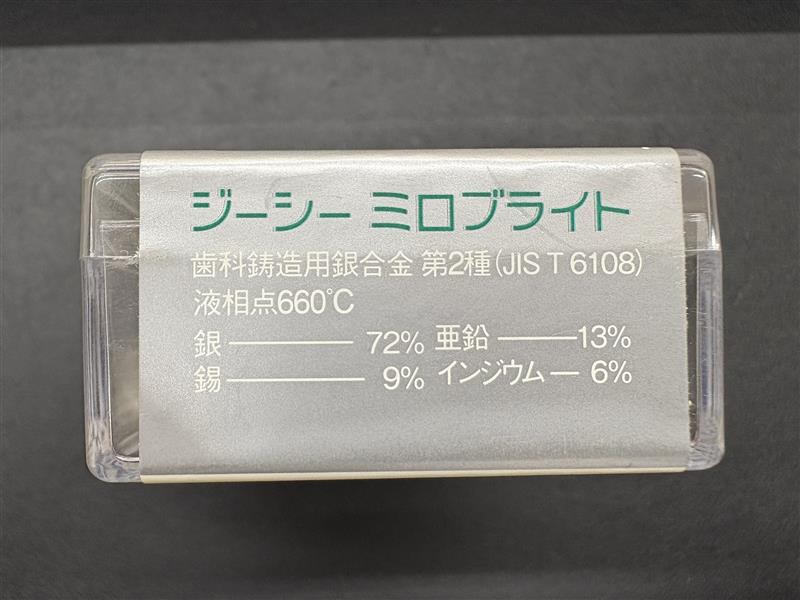 ジーシー ミロブライト
歯科鋳造用銀合金 第2種(JIS T 6108)
液相点660℃
銀 72% 亜鉛 13%
錫 9% インジウム 6%